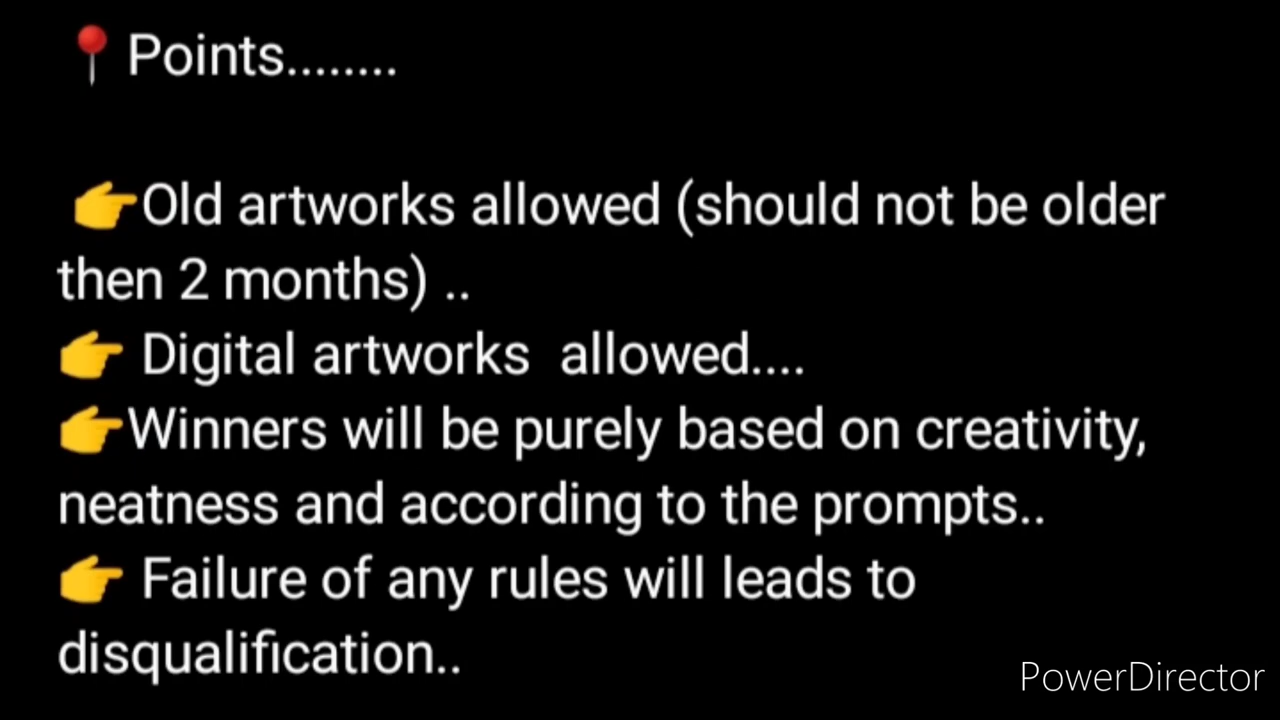 📍Points........
👉Old artworks allowed (should not be older
then 2 months) ..
👉 Digital artworks  allowed....
👉Winners will be purely based on creativity,
neatness and according to the prompts..
👉 Failure of any rules will leads to
disqualification..
PowerDirector